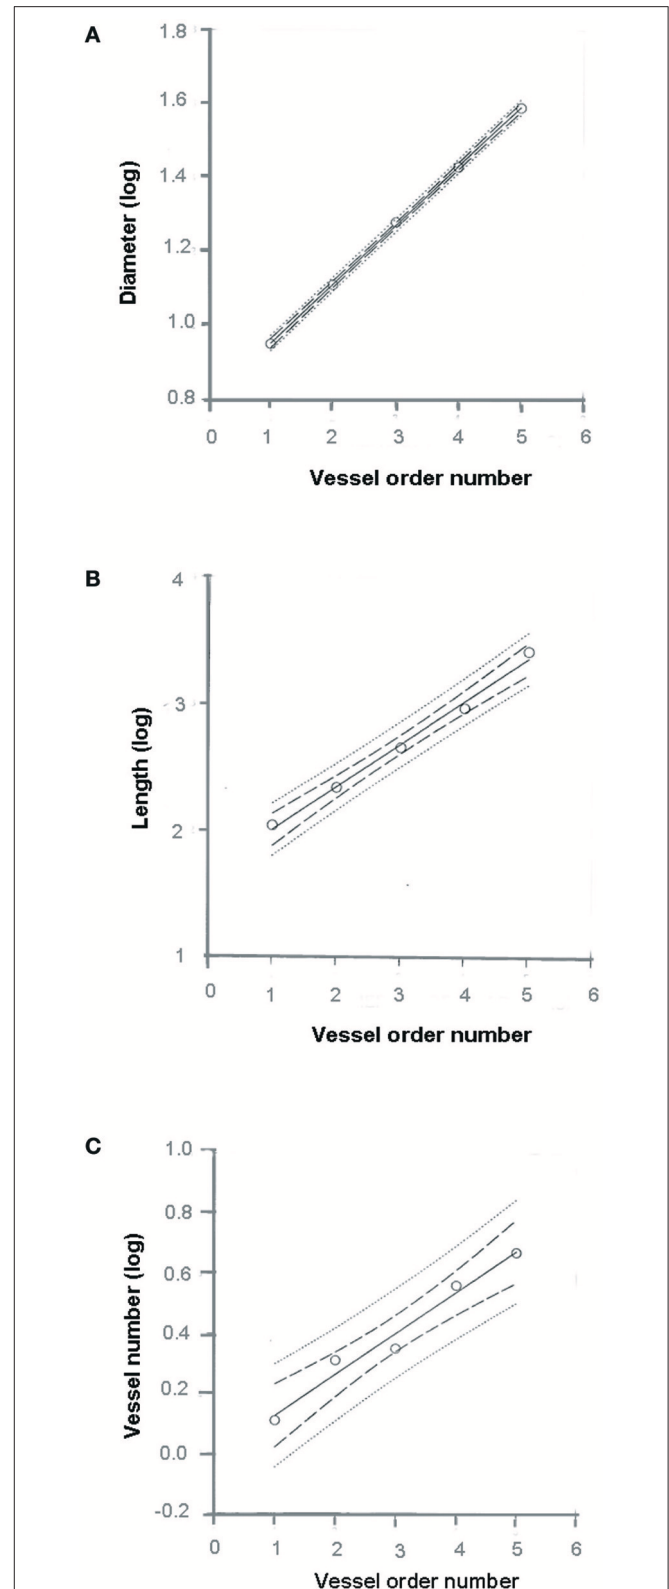 A
1.8
1.6
1.4
1.2
1.0
0.8
Diameter (log)
0 1 2 3 4 5 6
Vessel order number
B
4
3
2
1
Length (log)
0 1 2 3 4 5 6
Vessel order number
C
1.0
0.8
0.6
0.4
0.2
0.0
-0.2
Vessel number (log)
0 1 2 3 4 5 6
Vessel order number